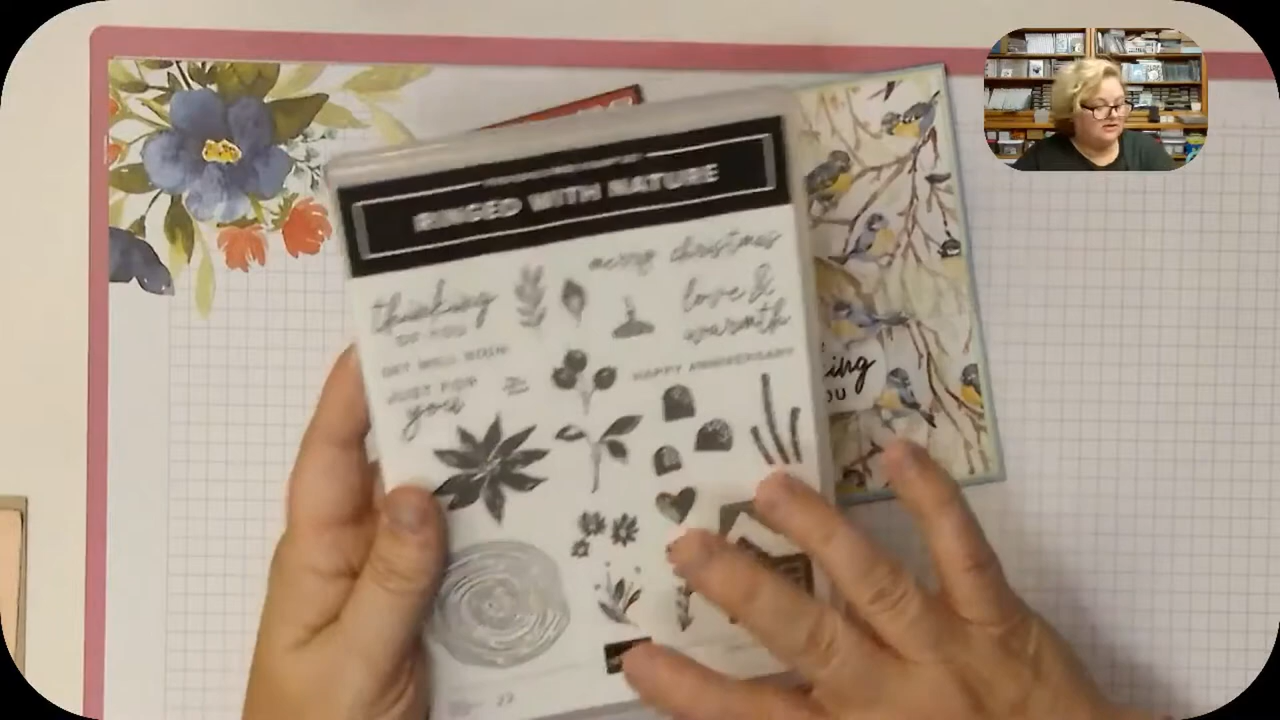 RINGED WITH NATURE
merry christmas
thinking
OF YOU
love &
warmth
GET WELL SOON
HAPPY ANNIVERSARY
JUST FOR
you
ing
OU
22